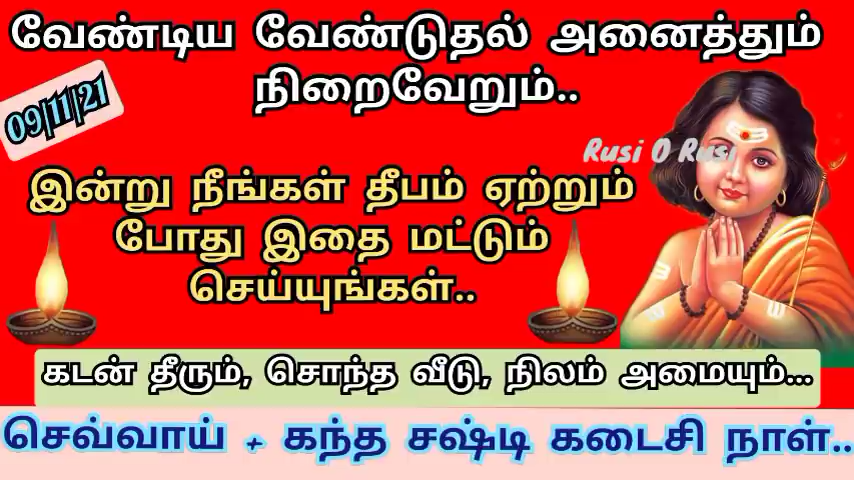 வேண்டிய வேண்டுதல் அனைத்தும்
நிறைவேறும்..
09/11/21
Rusi O Rusi
இன்று நீங்கள் தீபம் ஏற்றும்
போது இதை மட்டும்
செய்யுங்கள்..
கடன் தீரும், சொந்த வீடு, நிலம் அமையும்...
செவ்வாய் + கந்த சஷ்டி கடைசி நாள்..